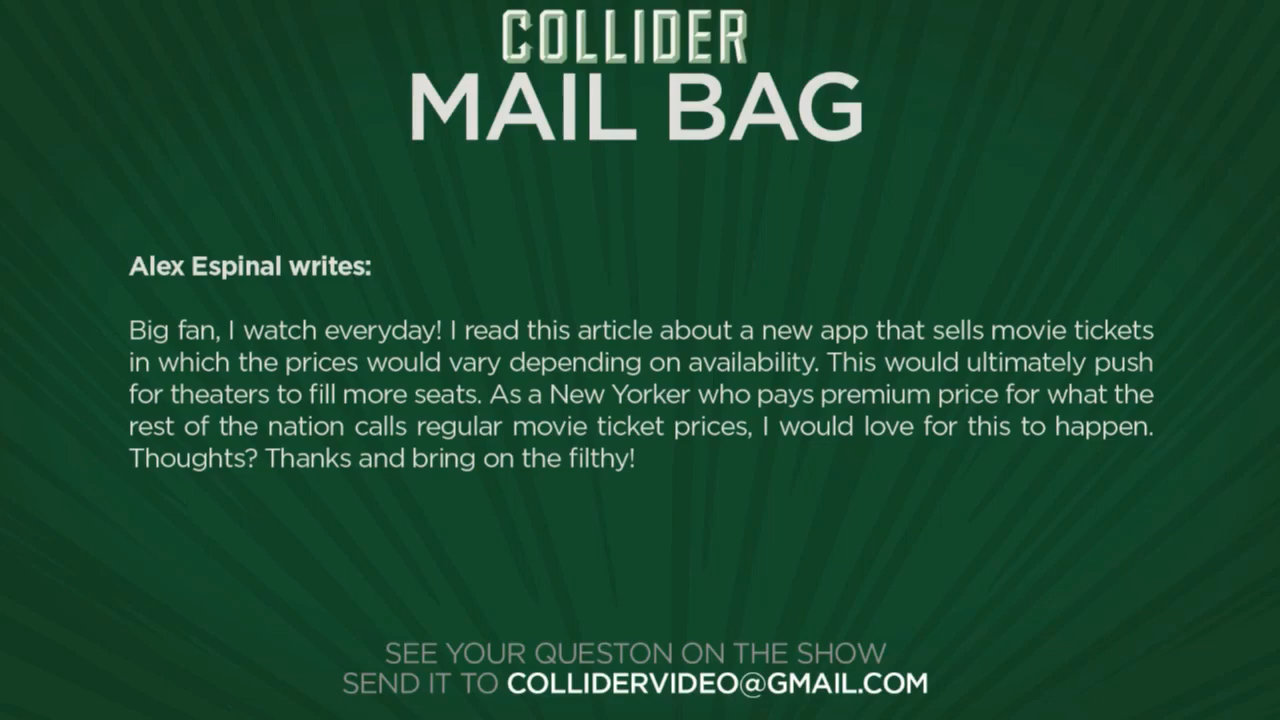 COLLIDER
MAIL BAG
Alex Espinal writes:
Big fan, I watch everyday! I read this article about a new app that sells movie tickets
in which the prices would vary depending on availability. This would ultimately push
for theaters to fill more seats. As a New Yorker who pays premium price for what the
rest of the nation calls regular movie ticket prices, I would love for this to happen.
Thoughts? Thanks and bring on the filthy!
SEE YOUR QUESTON ON THE SHOW
SEND IT TO COLLIDERVIDEO@GMAIL.COM